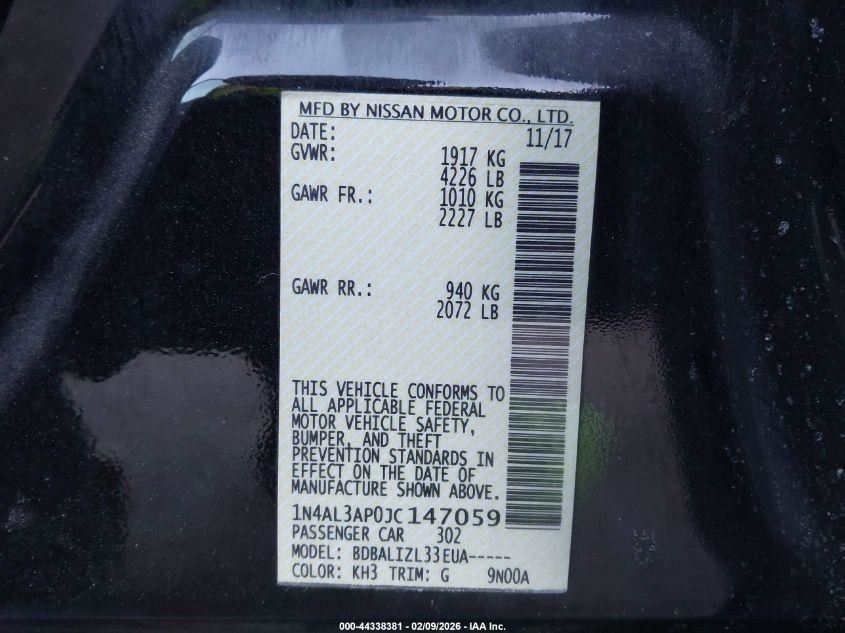 MFD BY NISSAN MOTOR CO., LTD.
DATE: 11/17
GVWR: 1917 KG
4226 LB
GAWR FR.: 1010 KG
2227 LB
GAWR RR.: 940 KG
2072 LB
THIS VEHICLE CONFORMS TO
ALL APPLICABLE FEDERAL
MOTOR VEHICLE SAFETY,
BUMPER, AND THEFT
PREVENTION STANDARDS IN
EFFECT ON THE DATE OF
MANUFACTURE SHOWN ABOVE.
1N4AL3AP0JC147059
PASSENGER CAR 302
MODEL: BDBALIZL33EUA-----
COLOR: KH3 TRIM: G 9N00A
000-44338381 - 02/09/2026 - IAA Inc.